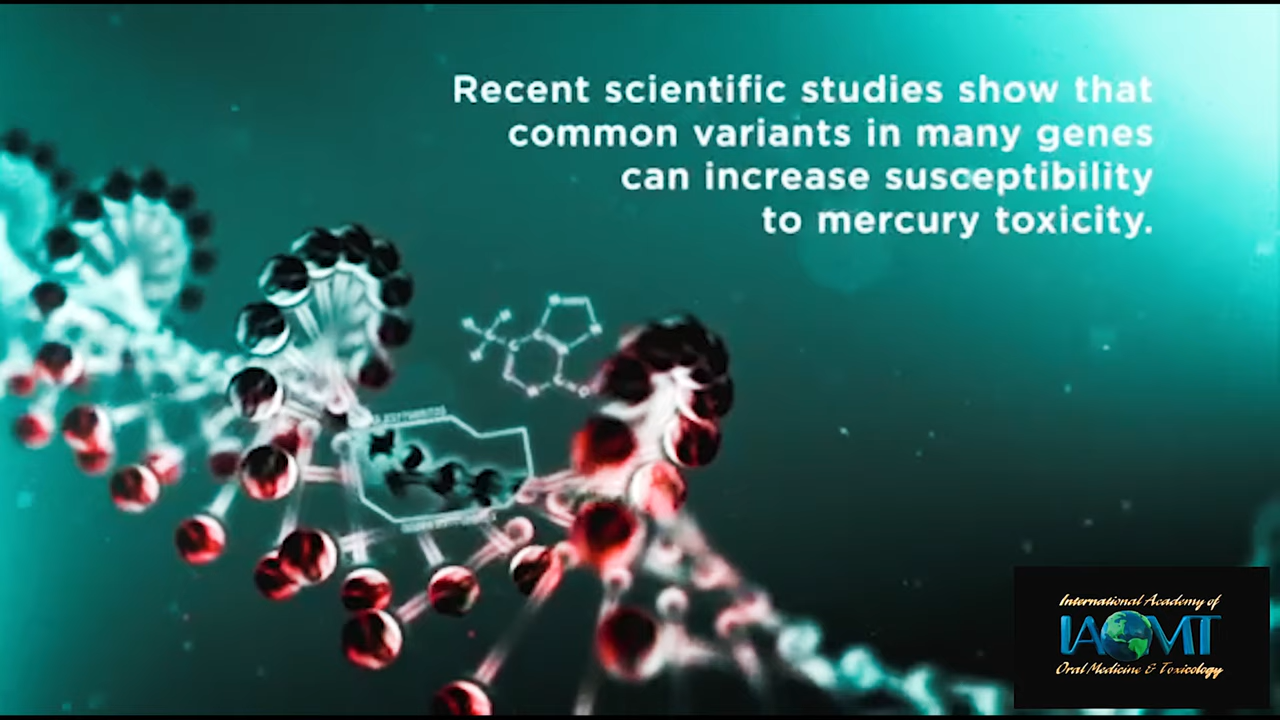 Recent scientific studies show that
common variants in many genes
can increase susceptibility
to mercury toxicity.
International Academy of
IAOMT
Oral Medicine & Toxicology